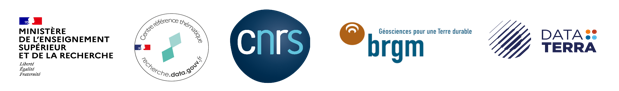 MINISTÈRE
DE L'ENSEIGNEMENT
SUPÉRIEUR
ET DE LA RECHERCHE
Liberté
Égalité
Fraternité
Centre référence thématique
recherche.data.gouv.fr
cnrs
Géosciences pour une Terre durable
brgm
DATA
TERRA